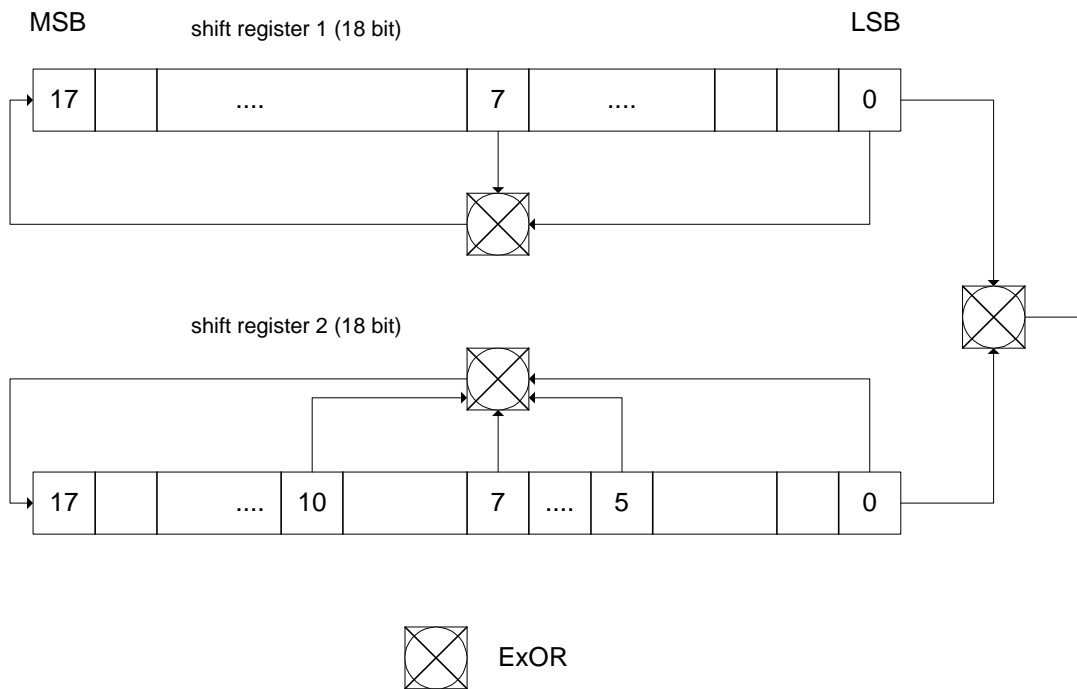 MSB shift register 1 (18 bit) LSB
17 .... 7 .... 0
shift register 2 (18 bit)
17 .... 10 7 .... 5 0
ExOR